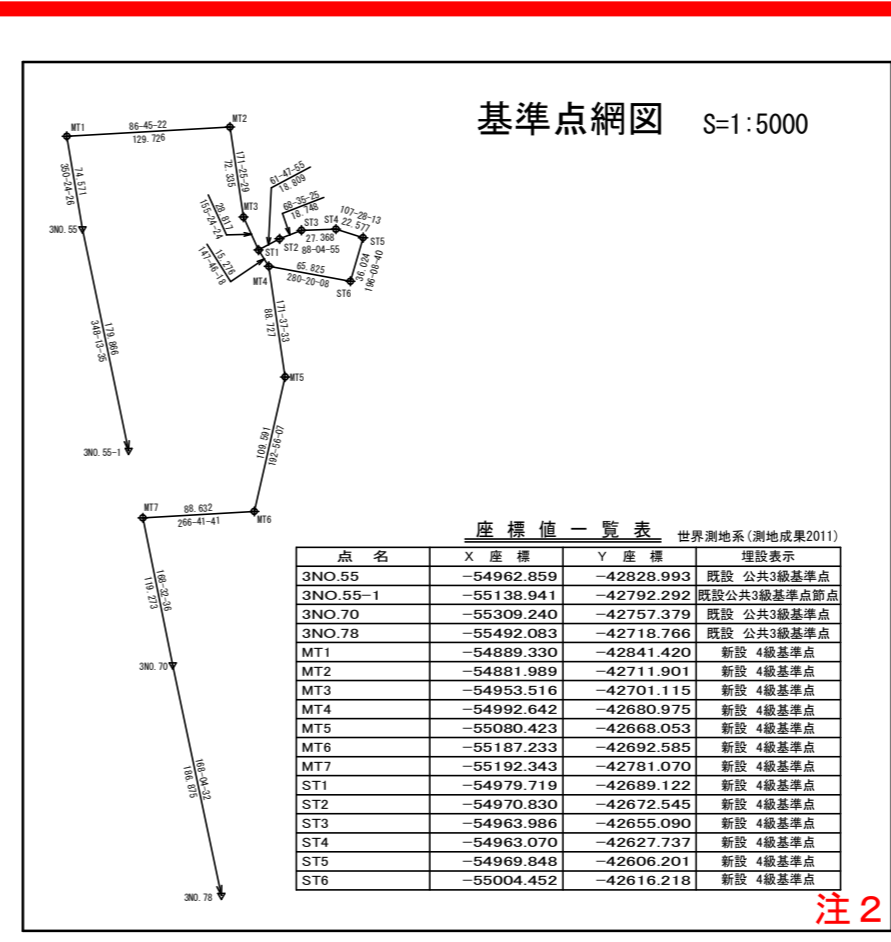 基準点網図 S=1:5000
MT1
86-45-22
129.726
MT2
74.571
350-24-26
3NO.55
179.866
348-13-35
3NO.55-1
171-25-29
72.335
MT3
28.817
155-24-24
61-47-55
18.809
68-35-25
18.748
ST1
ST2
ST3
ST4
27.368
88-04-55
107-28-13
22.577
ST5
36.024
196-08-40
ST6
15.276
147-46-18
MT4
65.825
280-20-08
171-37-33
88.727
MT5
109.591
192-56-07
MT7
88.632
266-41-41
MT6
168-32-36
119.273
3NO.70
168-04-32
186.875
3NO.78
座標値一覧表 世界測地系(測地成果2011)
点名 X座標 Y座標 埋設表示
3NO.55 -54962.859 -42828.993 既設 公共3級基準点
3NO.55-1 -55138.941 -42792.292 既設公共3級基準点節点
3NO.70 -55309.240 -42757.379 既設 公共3級基準点
3NO.78 -55492.083 -42718.766 既設 公共3級基準点
MT1 -54889.330 -42841.420 新設 4級基準点
MT2 -54881.989 -42711.901 新設 4級基準点
MT3 -54953.516 -42701.115 新設 4級基準点
MT4 -54992.642 -42680.975 新設 4級基準点
MT5 -55080.423 -42668.053 新設 4級基準点
MT6 -55187.233 -42692.585 新設 4級基準点
MT7 -55192.343 -42781.070 新設 4級基準点
ST1 -54979.719 -42689.122 新設 4級基準点
ST2 -54970.830 -42672.545 新設 4級基準点
ST3 -54963.986 -42655.090 新設 4級基準点
ST4 -54963.070 -42627.737 新設 4級基準点
ST5 -54969.848 -42606.201 新設 4級基準点
ST6 -55004.452 -42616.218 新設 4級基準点
注2